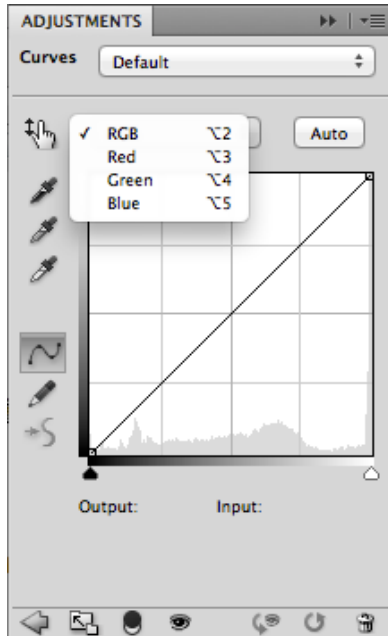 ADJUSTMENTS
Curves Default
✓ RGB ⌥2
Red ⌥3
Green ⌥4
Blue ⌥5
Auto
Output: Input: